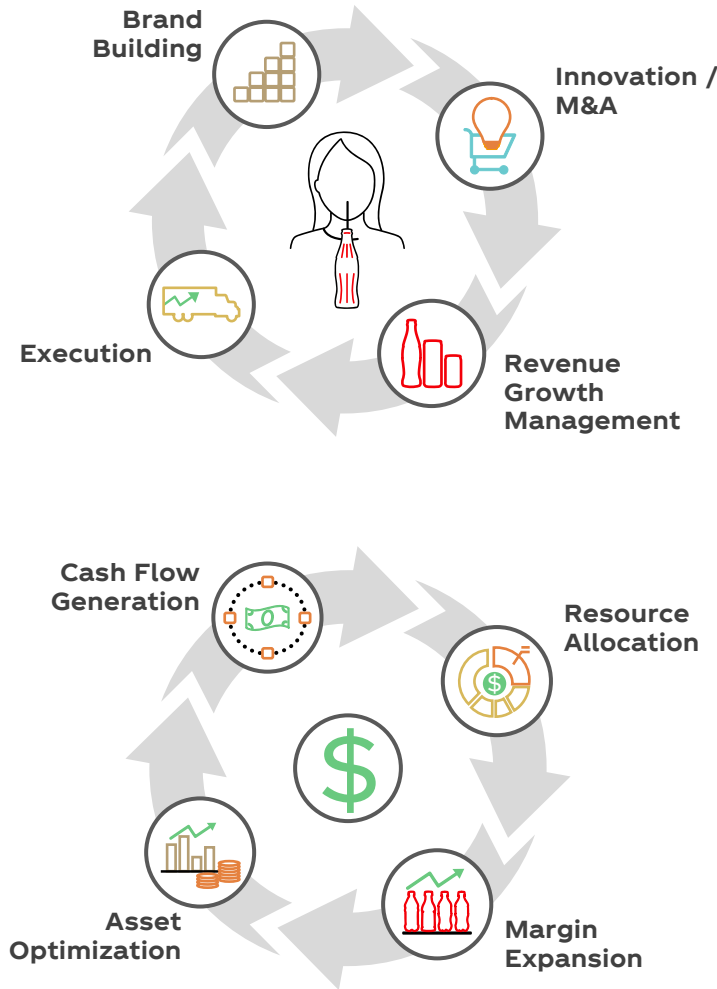 Brand
Building
Innovation /
M&A
Execution
Revenue
Growth
Management
Cash Flow
Generation
Resource
Allocation
$
$
Asset
Optimization
Margin
Expansion